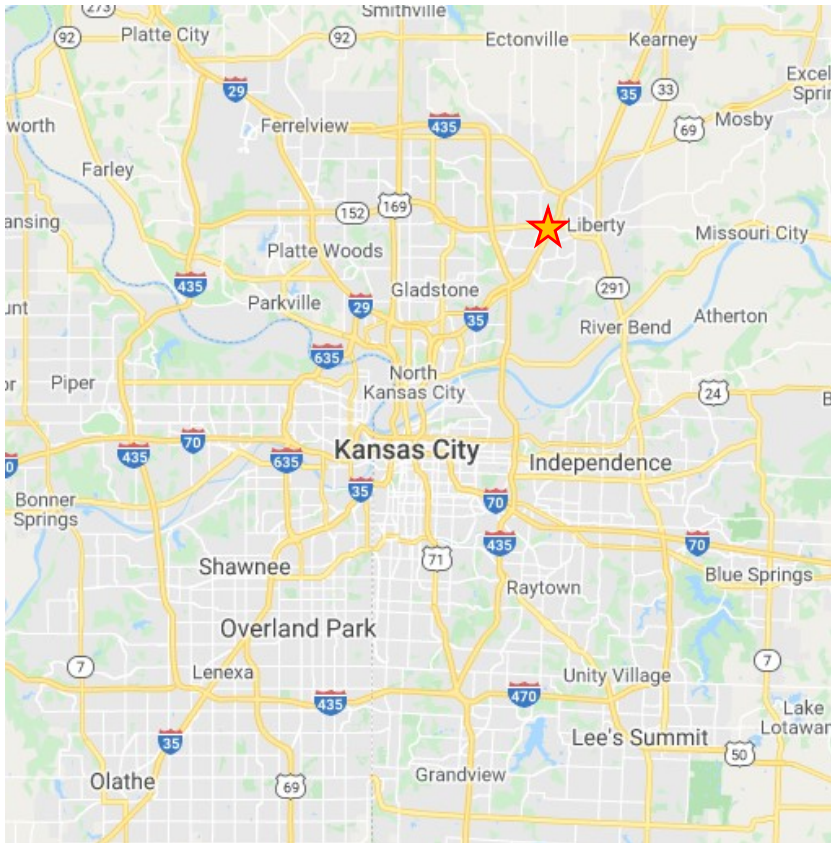 Smithville
273
92
Platte City
92
Ectonville
Kearney
29
35
33
Excel
Sprin
Mosby
worth
Ferrelview
435
69
Farley
ansing
152
169
Liberty
Missouri City
Platte Woods
435
Parkville
29
Gladstone
35
291
unt
River Bend
Atherton
635
or
Piper
North
Kansas City
24
B
0
435
70
635
Kansas City
Independence
35
70
Bonner
Springs
435
70
Shawnee
71
Raytown
Blue Springs
Overland Park
7
Lenexa
Unity Village
7
435
470
Lake
Lotawan
35
Lee's Summit
50
Olathe
69
Grandview